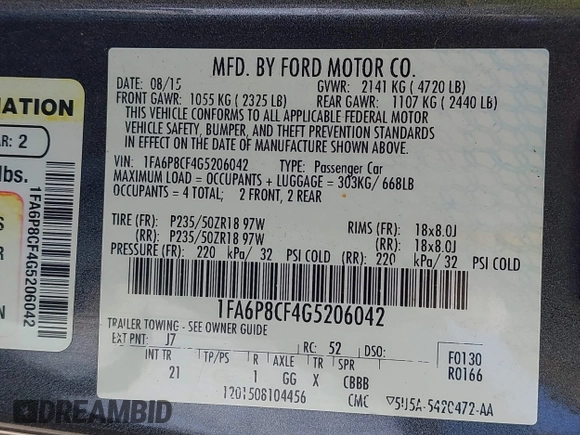 MATION
AR: 2
lbs.
1FA6P8CF4G5206042
MFD. BY FORD MOTOR CO.
DATE: 08/15 GVWR: 2141 KG ( 4720 LB)
FRONT GAWR: 1055 KG ( 2325 LB) REAR GAWR: 1107 KG ( 2440 LB)
THIS VEHICLE CONFORMS TO ALL APPLICABLE FEDERAL MOTOR
VEHICLE SAFETY, BUMPER, AND THEFT PREVENTION STANDARDS
IN EFFECT ON THE DATE OF MANUFACTURE SHOWN ABOVE.
VIN: 1FA6P8CF4G5206042 TYPE: Passenger Car
MAXIMUM LOAD = OCCUPANTS + LUGGAGE = 303KG/ 668LB
OCCUPANTS = 4 TOTAL; 2 FRONT, 2 REAR
TIRE (FR): P235/50ZR18 97W RIMS (FR): 18x8.0J
(RR): P235/50ZR18 97W (RR): 18x8.0J
PRESSURE (FR): 220 kPa/ 32 PSI COLD (RR): 220 kPa/ 32 PSI COLD
1FA6P8CF4G5206042
TRAILER TOWING - SEE OWNER GUIDE
EXT PNT: J7 RC: 52 DSO: F0130
INT TR TP/PS R AXLE TR SPR R0166
21 1 GG X CBBB
1201508104456 CMC
DREAMBID